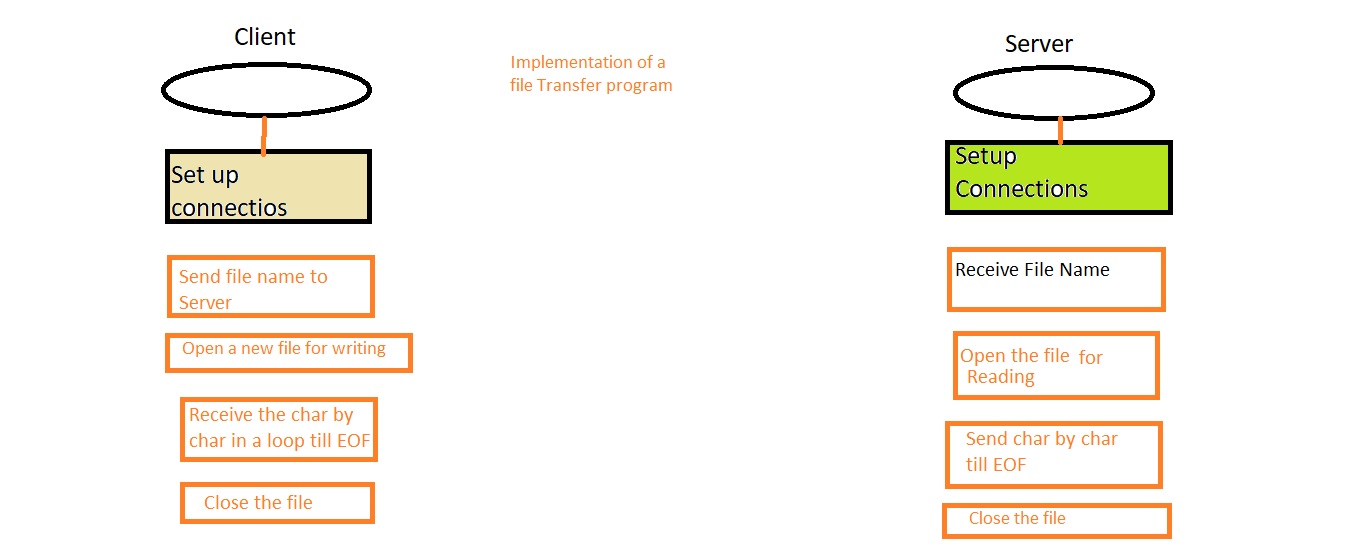 Client
Implementation of a
file Transfer program
Server
Set up
connectios
Setup
Connections
Send file name to
Server
Receive File Name
Open a new file for writing
Open the file for
Reading
Receive the char by
char in a loop till EOF
Send char by char
till EOF
Close the file
Close the file